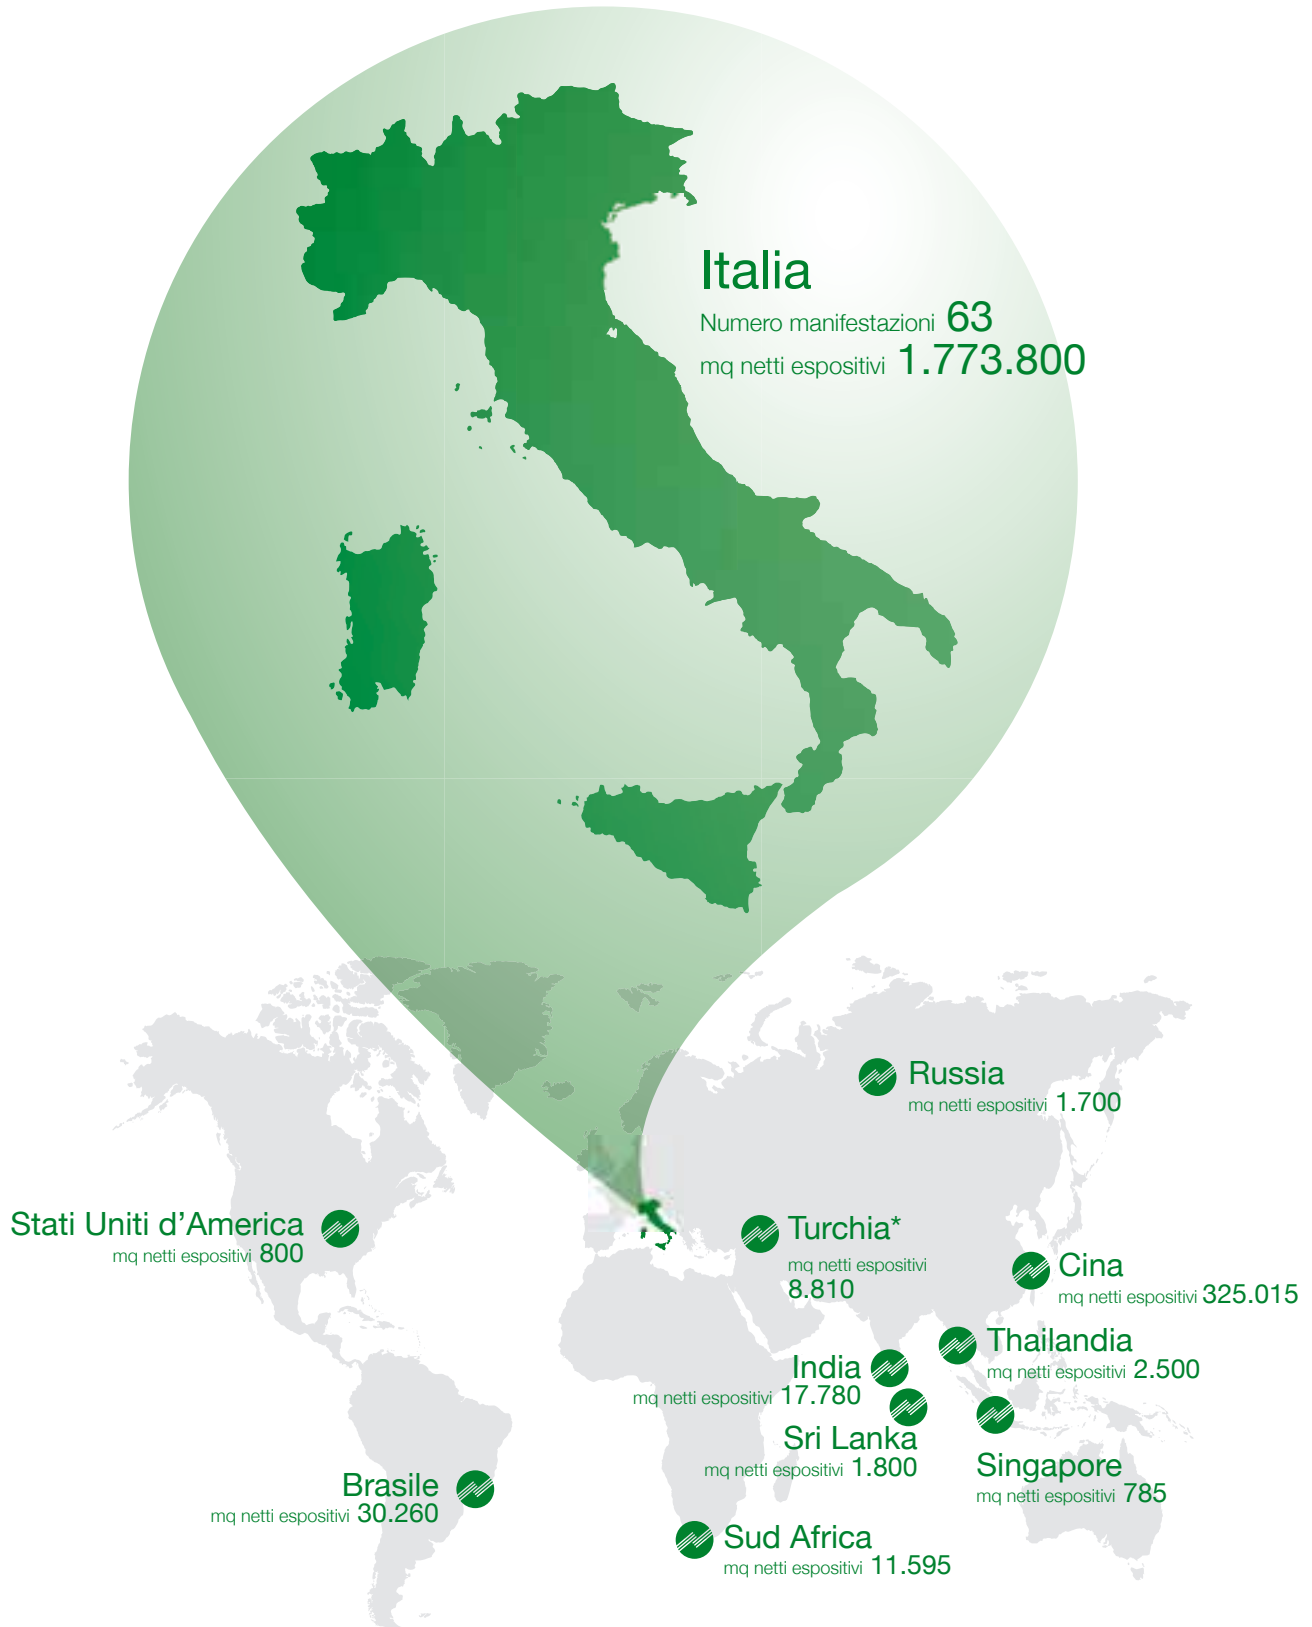 Italia
Numero manifestazioni 63
mq netti espositivi 1.773.800
Russia
mq netti espositivi 1.700
Stati Uniti d’America
mq netti espositivi 800
Turchia*
mq netti espositivi
8.810
Cina
mq netti espositivi 325.015
Thailandia
mq netti espositivi 2.500
India
mq netti espositivi 17.780
Sri Lanka
mq netti espositivi 1.800
Singapore
mq netti espositivi 785
Brasile
mq netti espositivi 30.260
Sud Africa
mq netti espositivi 11.595